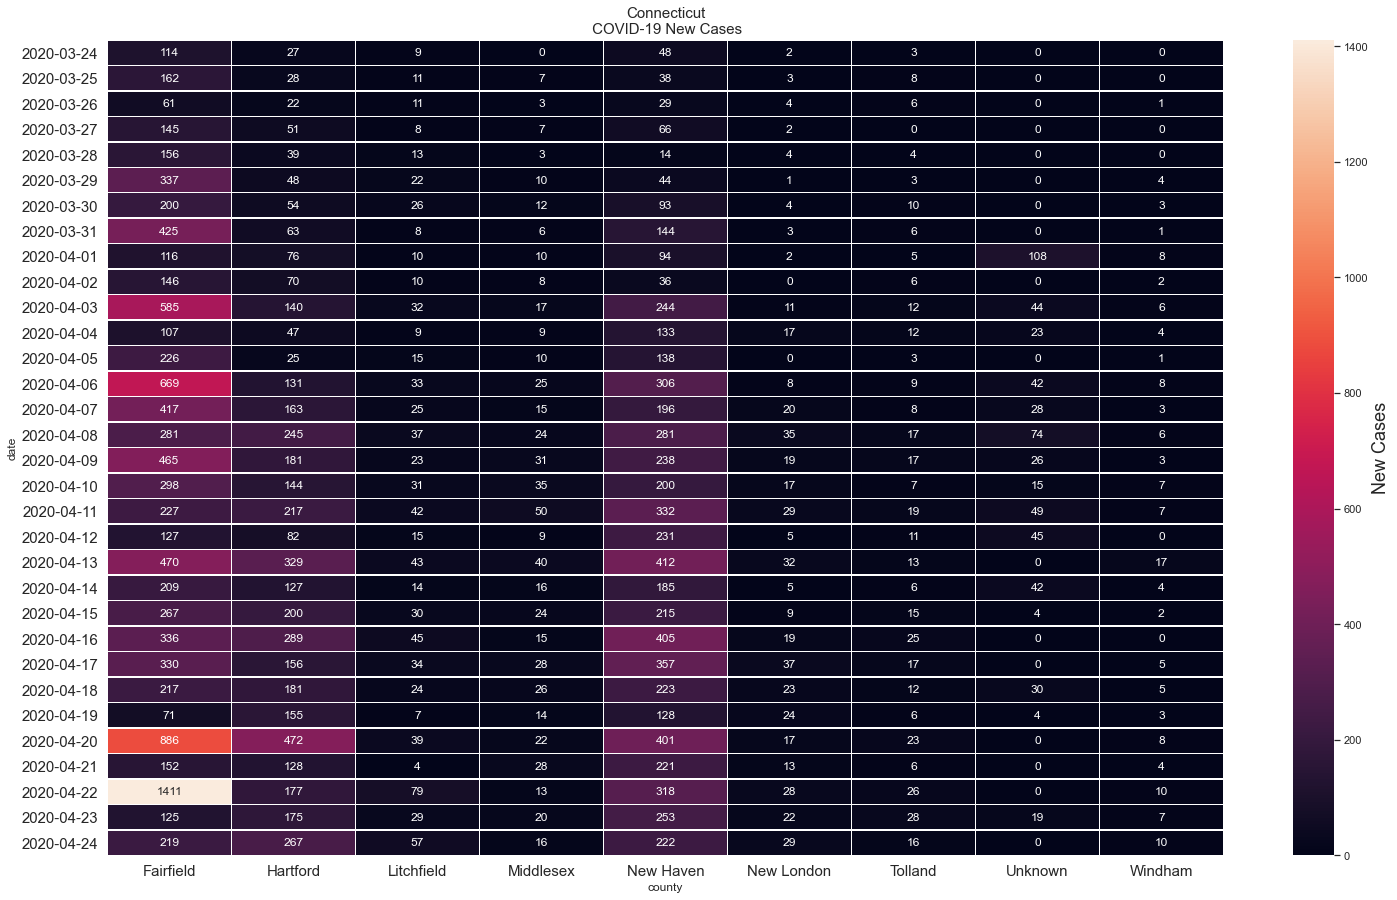 Connecticut
COVID-19 New Cases
2020-03-24 114 27 9 0 48 2 3 0 0
2020-03-25 162 28 11 7 38 3 8 0 0
2020-03-26 61 22 11 3 29 4 6 0 1
2020-03-27 145 51 8 7 66 2 0 0 0
2020-03-28 156 39 13 3 14 4 4 0 0
2020-03-29 337 48 22 10 44 1 3 0 4
2020-03-30 200 54 26 12 93 4 10 0 3
2020-03-31 425 63 8 6 144 3 6 0 1
2020-04-01 116 76 10 10 94 2 5 108 8
2020-04-02 146 70 10 8 36 0 6 0 2
2020-04-03 585 140 32 17 244 11 12 44 6
2020-04-04 107 47 9 9 133 17 12 23 4
2020-04-05 226 25 15 10 138 0 3 0 1
2020-04-06 669 131 33 25 306 8 9 42 8
2020-04-07 417 163 25 15 196 20 8 28 3
2020-04-08 281 245 37 24 281 35 17 74 6
2020-04-09 465 181 23 31 238 19 17 26 3
2020-04-10 298 144 31 35 200 17 7 15 7
2020-04-11 227 217 42 50 332 29 19 49 7
2020-04-12 127 82 15 9 231 5 11 45 0
2020-04-13 470 329 43 40 412 32 13 0 17
2020-04-14 209 127 14 16 185 5 6 42 4
2020-04-15 267 200 30 24 215 9 15 4 2
2020-04-16 336 289 45 15 405 19 25 0 0
2020-04-17 330 156 34 28 357 37 17 0 5
2020-04-18 217 181 24 26 223 23 12 30 5
2020-04-19 71 155 7 14 128 24 6 4 3
2020-04-20 886 472 39 22 401 17 23 0 8
2020-04-21 152 128 4 28 221 13 6 0 4
2020-04-22 1411 177 79 13 318 28 26 0 10
2020-04-23 125 175 29 20 253 22 28 19 7
2020-04-24 219 267 57 16 222 29 16 0 10
Fairfield Hartford Litchfield Middlesex New Haven New London Tolland Unknown Windham
county
date
1400
1200
1000
800
600
400
200
0
New Cases